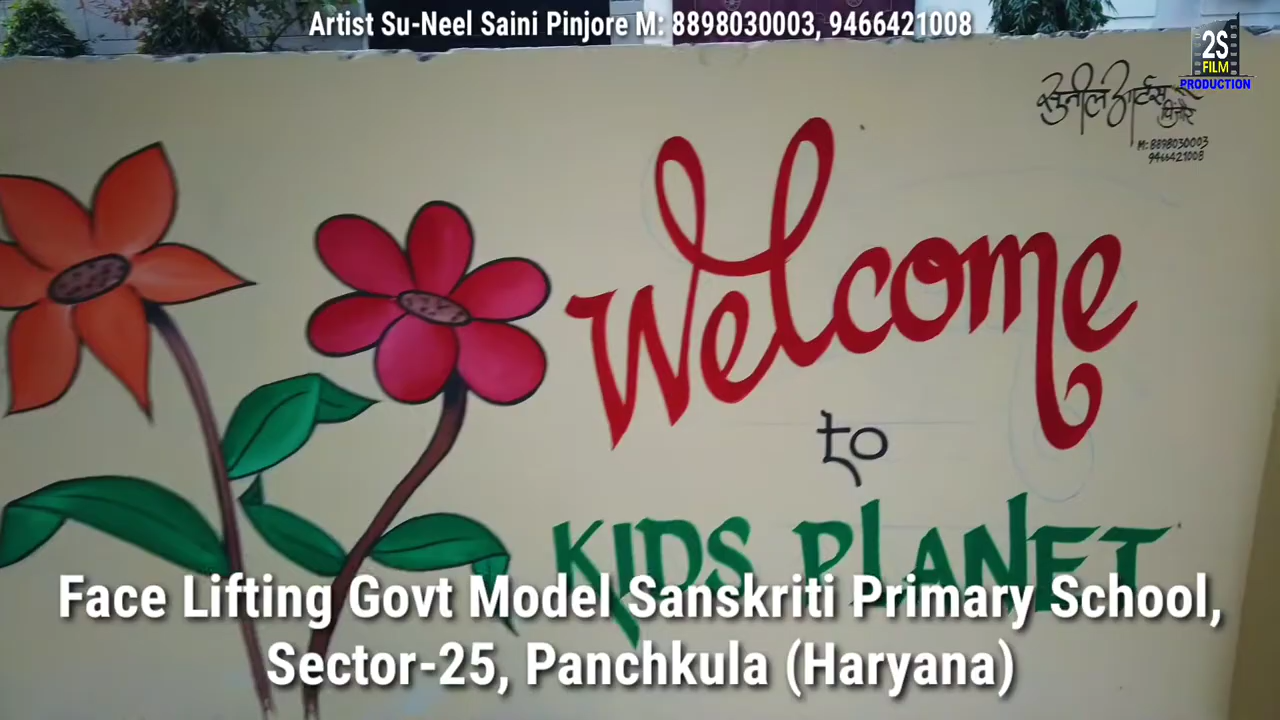 Artist Su-Neel Saini Pinjore M: 8898030003, 9466421008
2S
FILM
PRODUCTION
सुनील आर्ट्स
पिंजौर
M: 8898030003
9466421008
Welcome
to
KIDS PLANET
Face Lifting Govt Model Sanskriti Primary School,
Sector-25, Panchkula (Haryana)